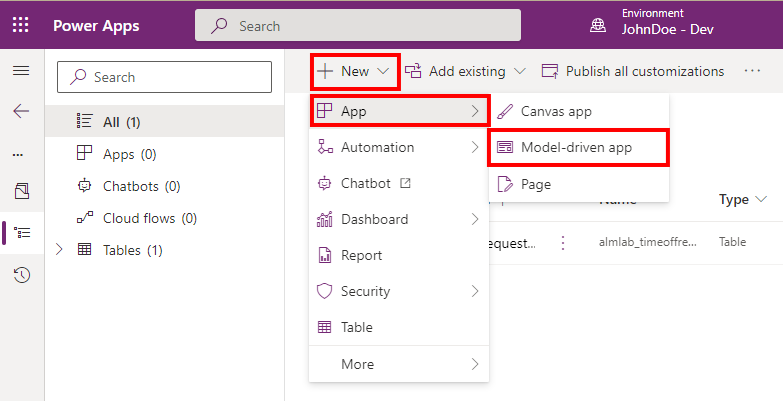 Power Apps
Search
Environment
JohnDoe - Dev
Search
New
Add existing
Publish all customizations
...
All (1)
Apps (0)
Chatbots (0)
Cloud flows (0)
Tables (1)
App
Automation
Chatbot
Dashboard
Report
Security
Table
More
Canvas app
Model-driven app
Page
Name
Type
equest...
almlab_timeoffre...
Table